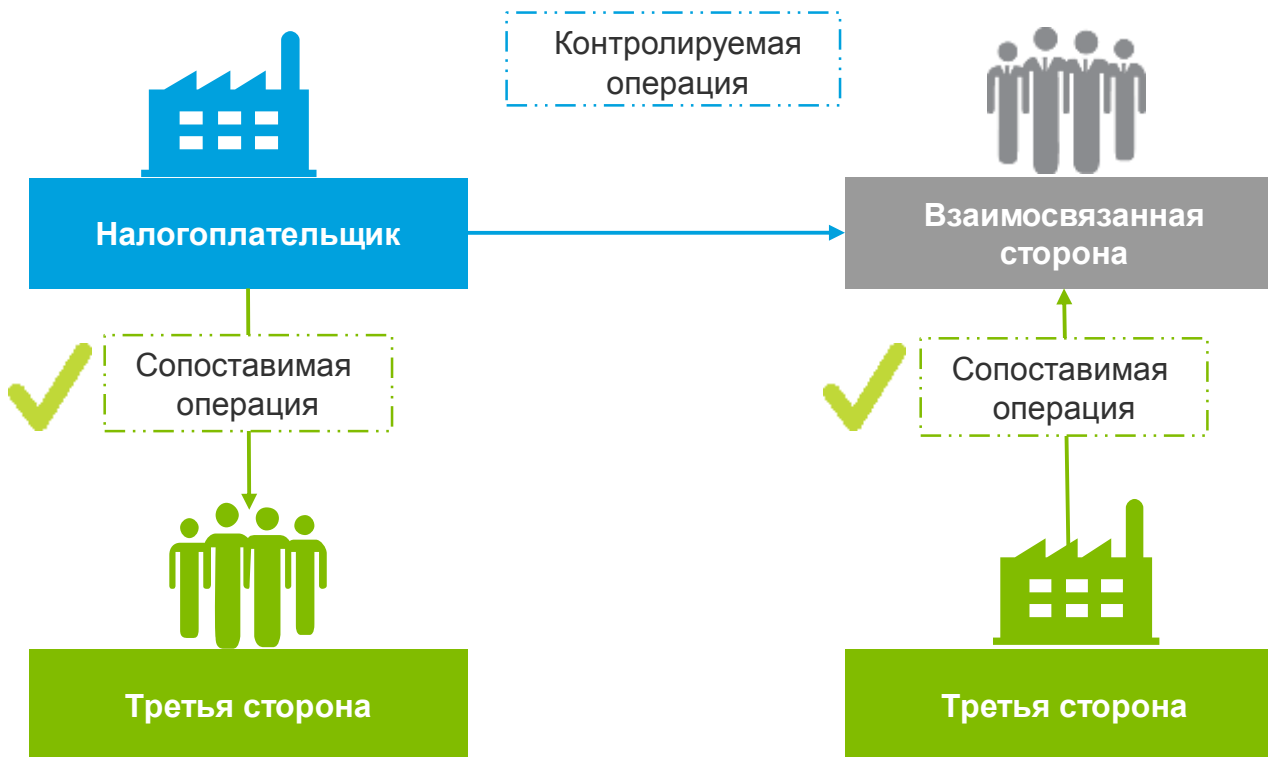 Контролируемая
операция
Налогоплательщик
Взаимосвязанная
сторона
Сопоставимая
операция
Сопоставимая
операция
Третья сторона
Третья сторона